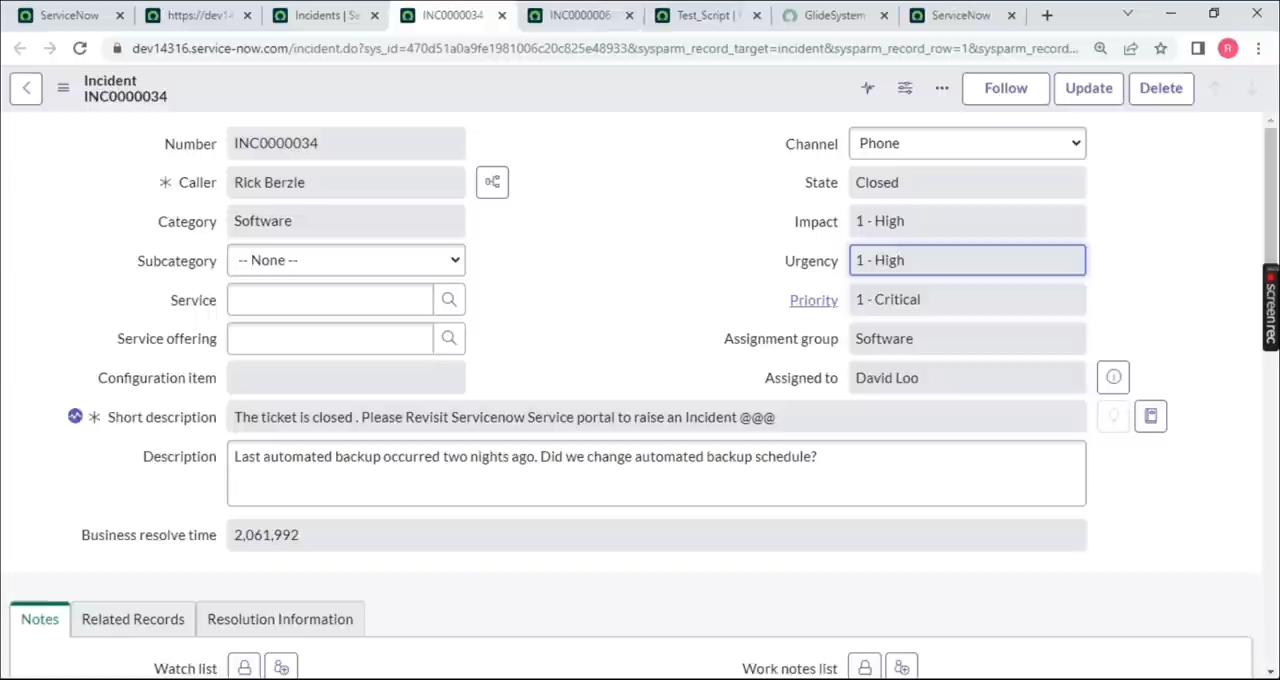 ServiceNow
https://dev14
Incidents | Se
INC0000034
INC0000006
Test_Script |
GlideSystem
ServiceNow
dev14316.service-now.com/incident.do?sys_id=470d51a0a9fe1981006c20c825e48933&sysparm_record_target=incident&sysparm_record_row=1&sysparm_record...
R
Incident
INC0000034
Follow
Update
Delete
Number INC0000034
Channel Phone
Caller Rick Berzle
State Closed
Category Software
Impact 1 - High
Subcategory -- None --
Urgency 1 - High
Service
Priority 1 - Critical
Service offering
Assignment group Software
Configuration item
Assigned to David Loo
Short description The ticket is closed . Please Revisit Servicenow Service portal to raise an Incident @@@
Description Last automated backup occurred two nights ago. Did we change automated backup schedule?
Business resolve time 2,061,992
Notes
Related Records
Resolution Information
Watch list
Work notes list
screen rec